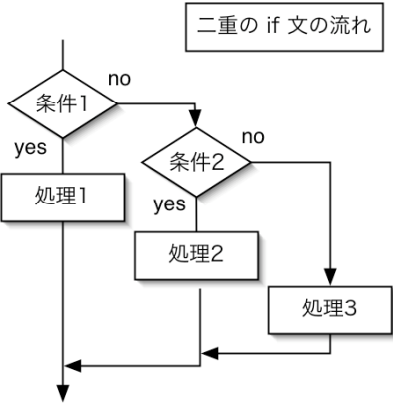 二重の if 文の流れ
no
条件1
yes
no
条件2
処理1
yes
処理2
処理3